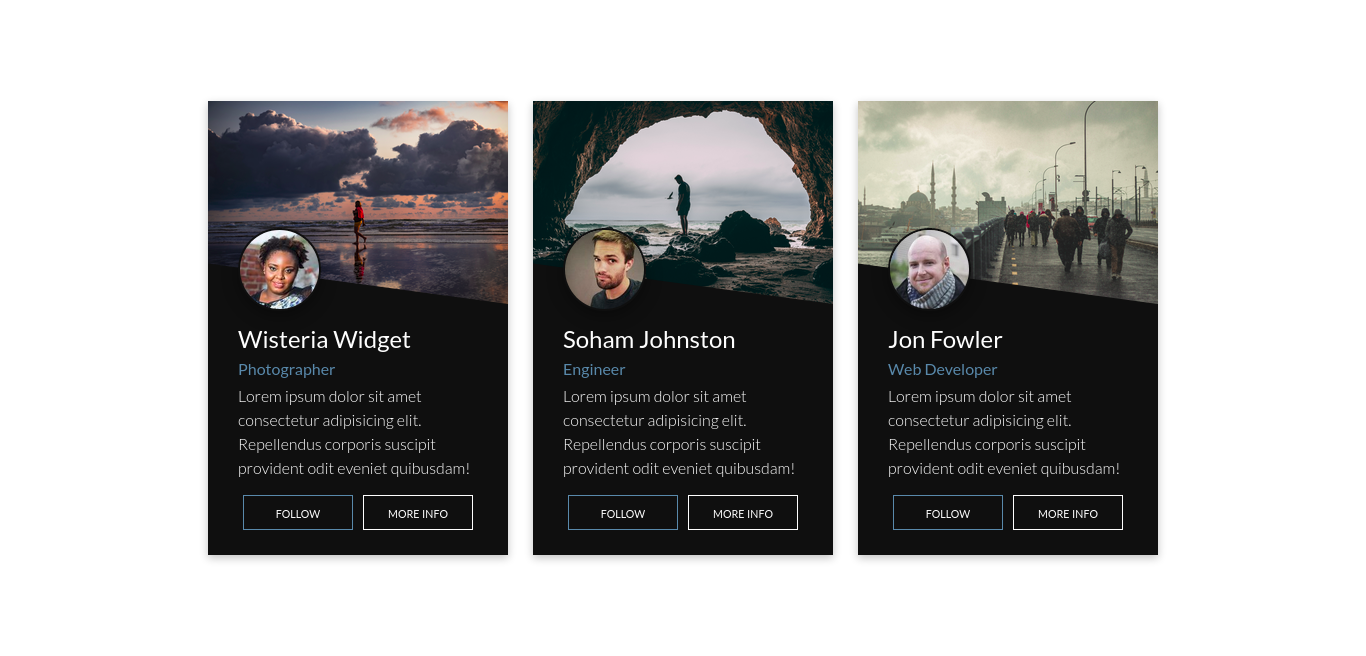 Wisteria Widget
Photographer
Lorem ipsum dolor sit amet
consectetur adipisicing elit.
Repellendus corporis suscipit
provident odit eveniet quibusdam!
FOLLOW
MORE INFO
Soham Johnston
Engineer
Lorem ipsum dolor sit amet
consectetur adipisicing elit.
Repellendus corporis suscipit
provident odit eveniet quibusdam!
FOLLOW
MORE INFO
Jon Fowler
Web Developer
Lorem ipsum dolor sit amet
consectetur adipisicing elit.
Repellendus corporis suscipit
provident odit eveniet quibusdam!
FOLLOW
MORE INFO